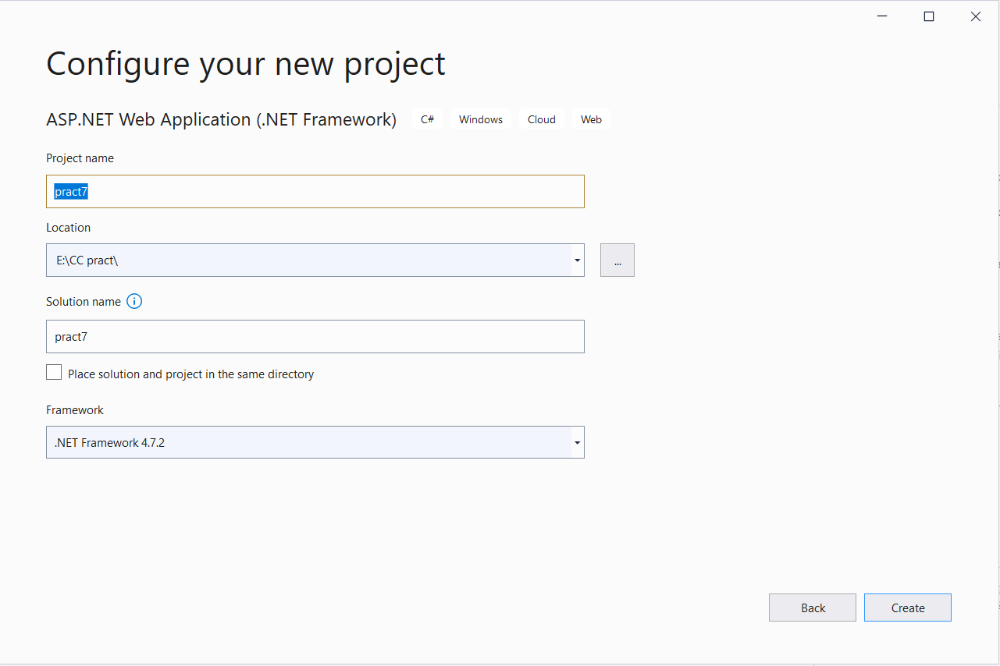 Configure your new project
ASP.NET Web Application (.NET Framework) C# Windows Cloud Web
Project name
pract7
Location
E:\CC pract\
...
Solution name
pract7
Place solution and project in the same directory
Framework
.NET Framework 4.7.2
Back Create